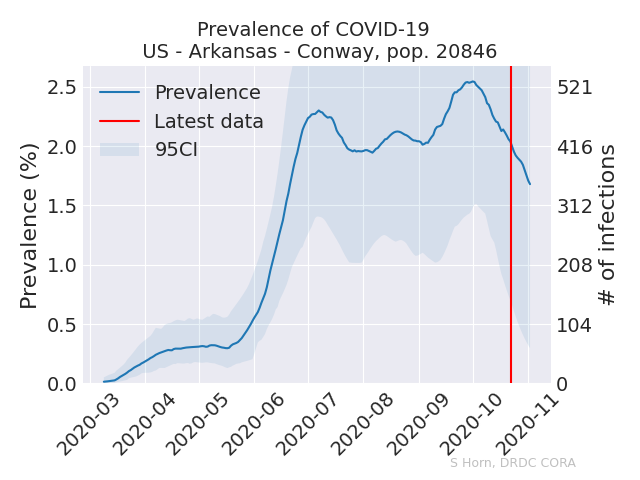 Prevalence of COVID-19
US - Arkansas - Conway, pop. 20846
Prevalence
Latest data
95CI
Prevalence (%)
2.5
2.0
1.5
1.0
0.5
0.0
521
416
312
208
104
0
# of infections
2020-03
2020-04
2020-05
2020-06
2020-07
2020-08
2020-09
2020-10
2020-11
S Horn, DRDC CORA